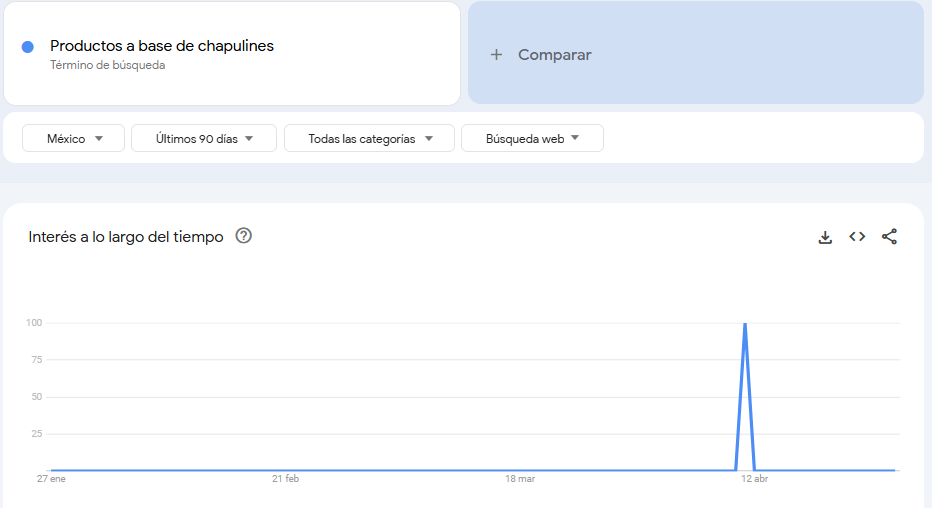 Productos a base de chapulines
Término de búsqueda
+ Comparar
México
Últimos 90 días
Todas las categorías
Búsqueda web
Interés a lo largo del tiempo
100
75
50
25
27 ene
21 feb
18 mar
12 abr